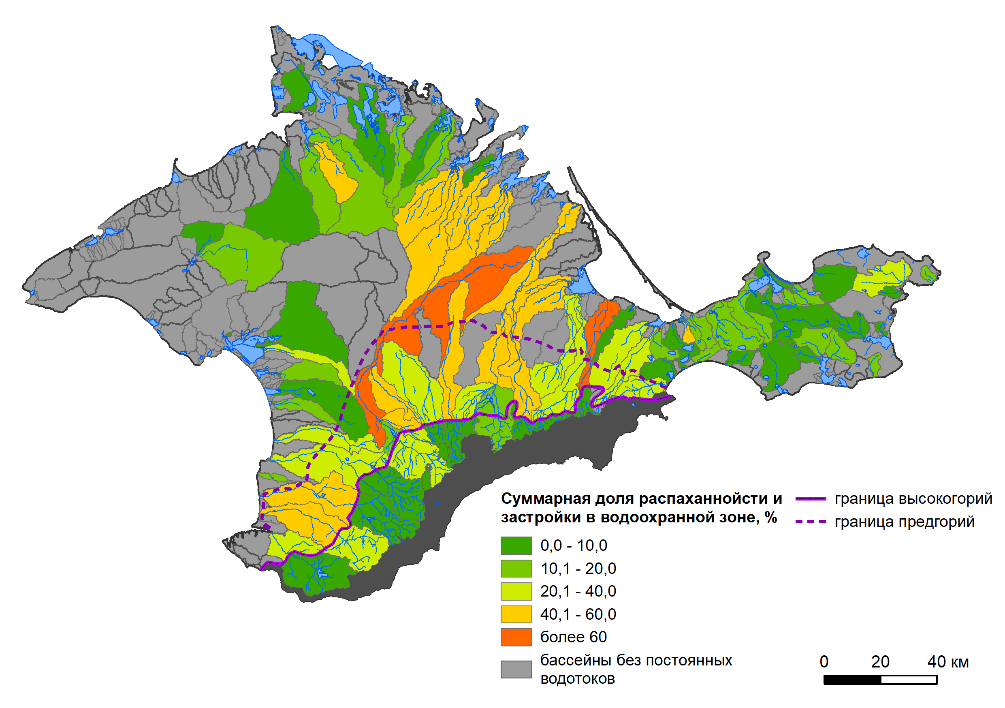 Суммарная доля распаханнойсти и
застройки в водоохранной зоне, %
0,0 - 10,0
10,1 - 20,0
20,1 - 40,0
40,1 - 60,0
более 60
бассейны без постоянных
водотоков
граница высокогорий
граница предгорий
0 20 40 км